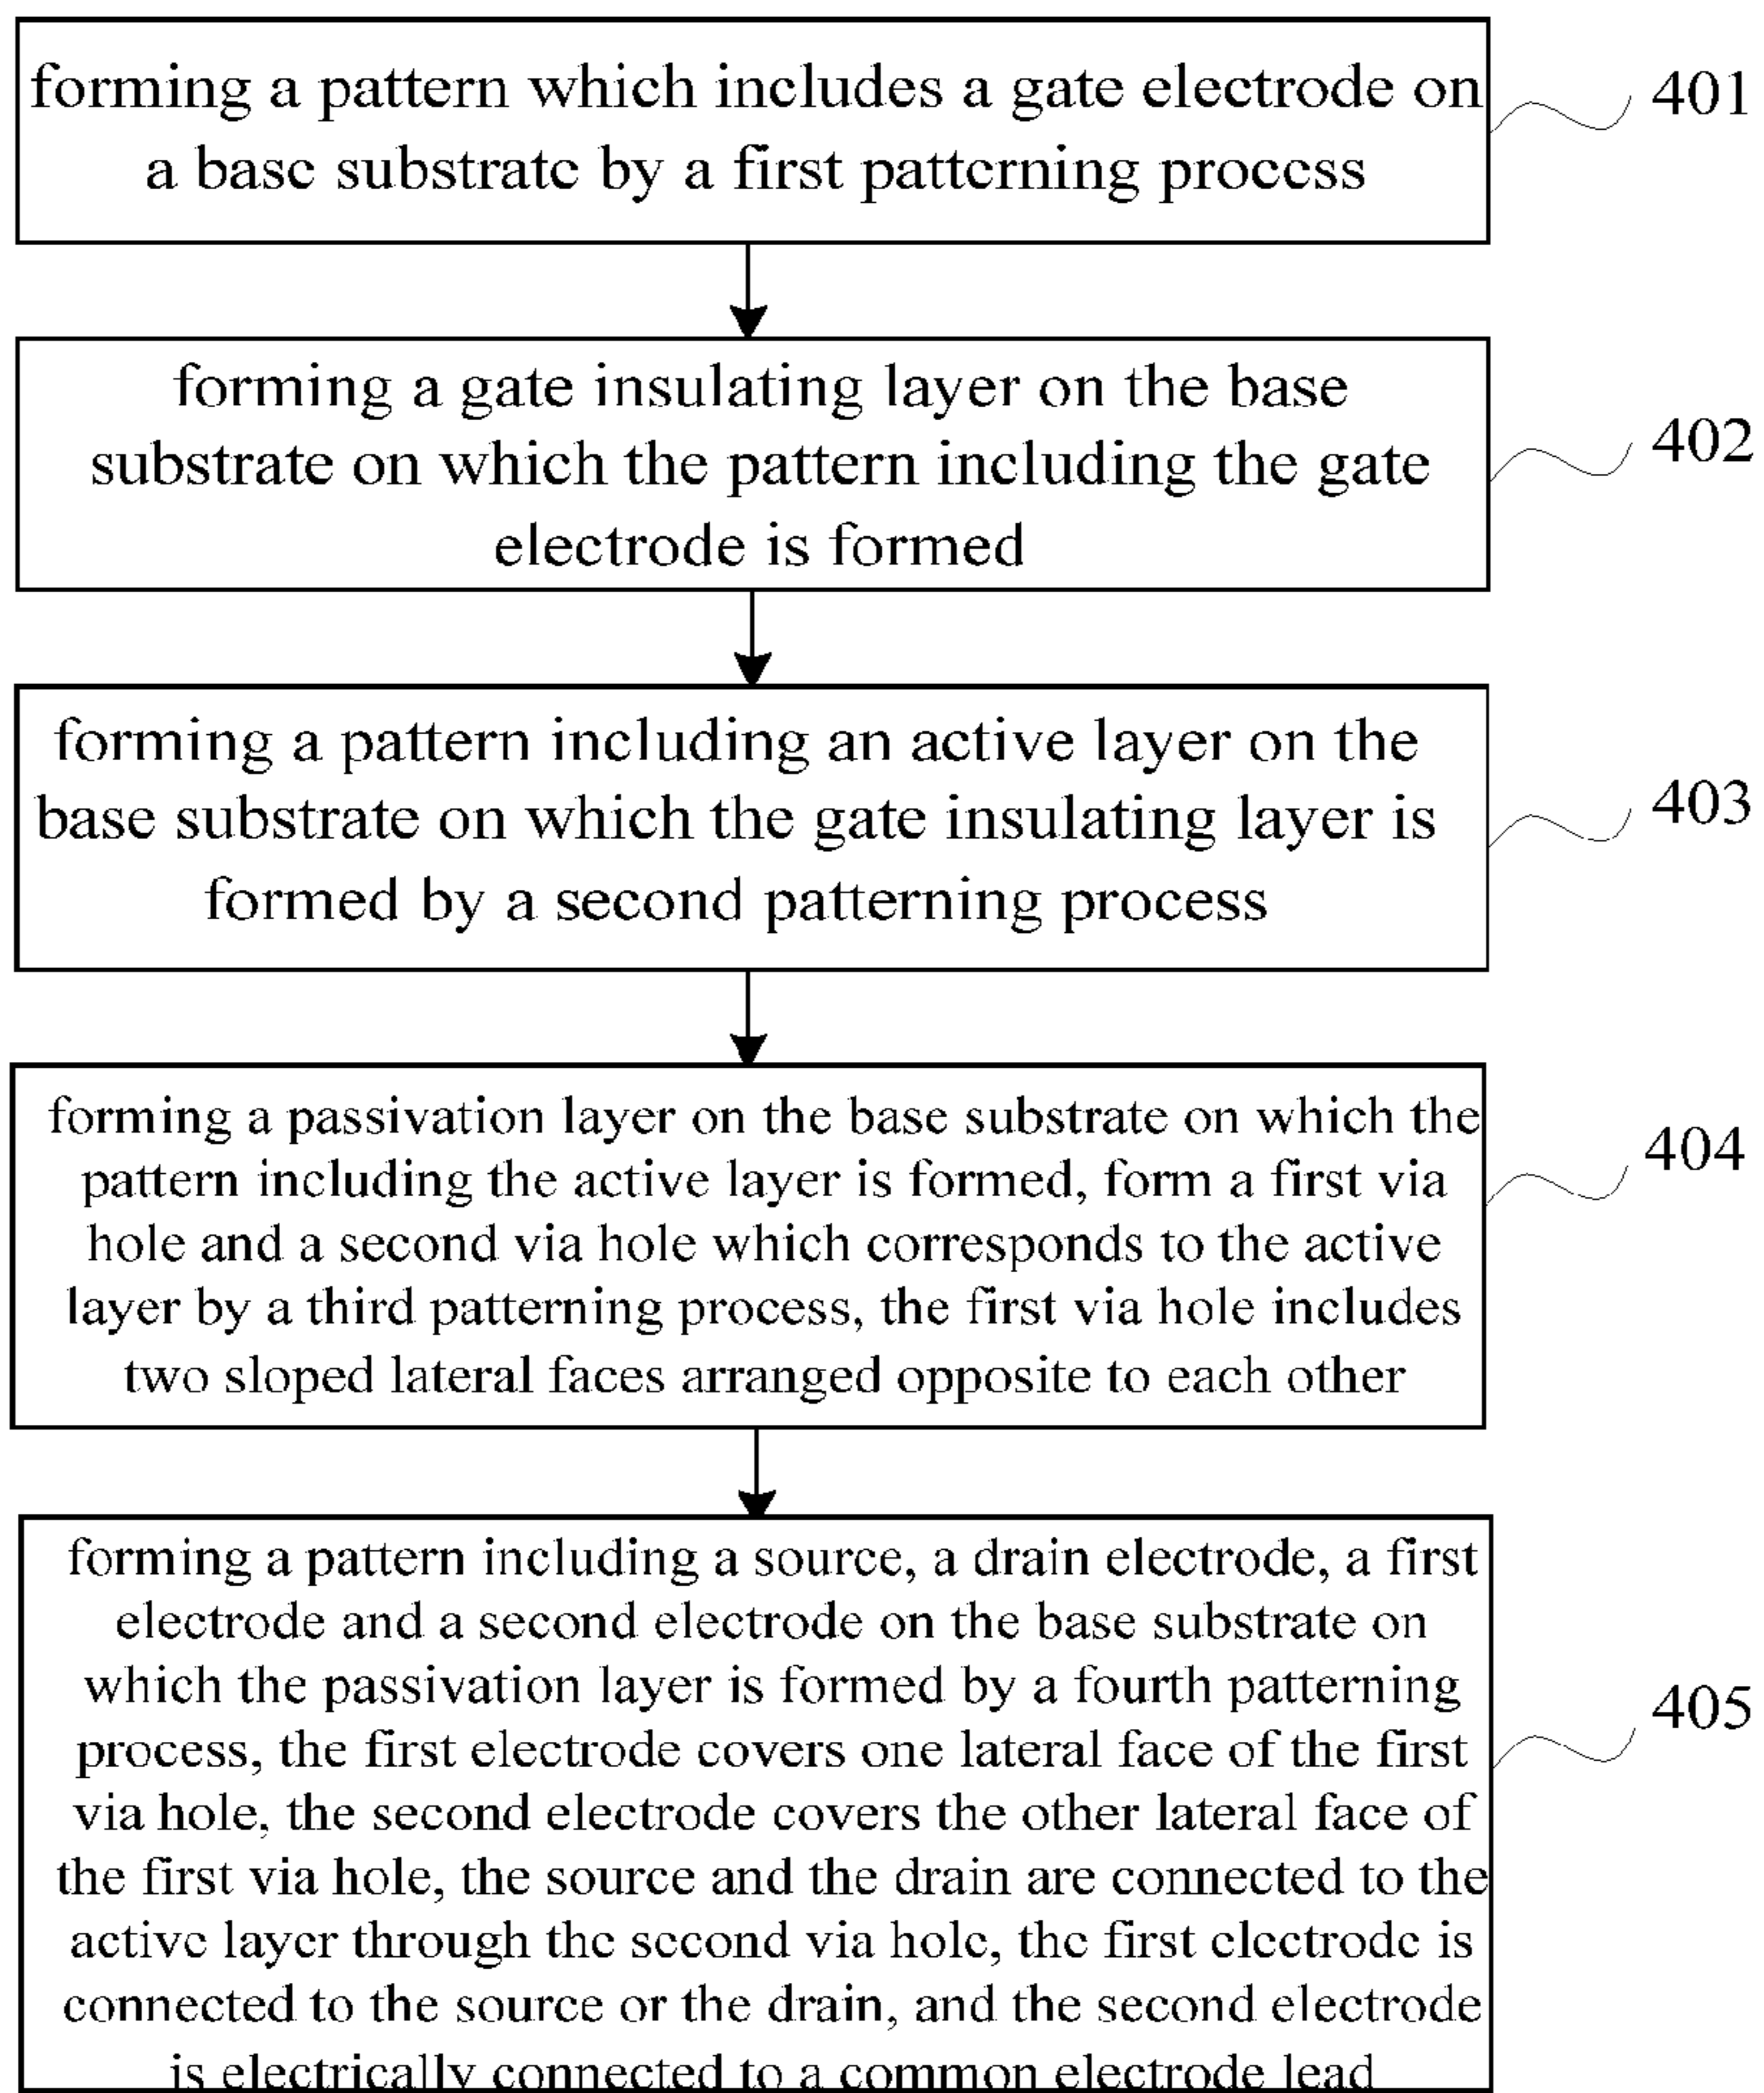 forming a pattern which includes a gate electrode on
a base substrate by a first patterning process
401
forming a gate insulating layer on the base
substrate on which the pattern including the gate
electrode is formed
402
forming a pattern including an active layer on the
base substrate on which the gate insulating layer is
formed by a second patterning process
403
forming a passivation layer on the base substrate on which the
pattern including the active layer is formed, form a first via
hole and a second via hole which corresponds to the active
layer by a third patterning process, the first via hole includes
two sloped lateral faces arranged opposite to each other
404
forming a pattern including a source, a drain electrode, a first
electrode and a second electrode on the base substrate on
which the passivation layer is formed by a fourth patterning
process, the first electrode covers one lateral face of the first
via hole, the second electrode covers the other lateral face of
the first via hole, the source and the drain are connected to the
active layer through the second via hole, the first electrode is
connected to the source or the drain, and the second electrode
is electrically connected to a common electrode lead
405